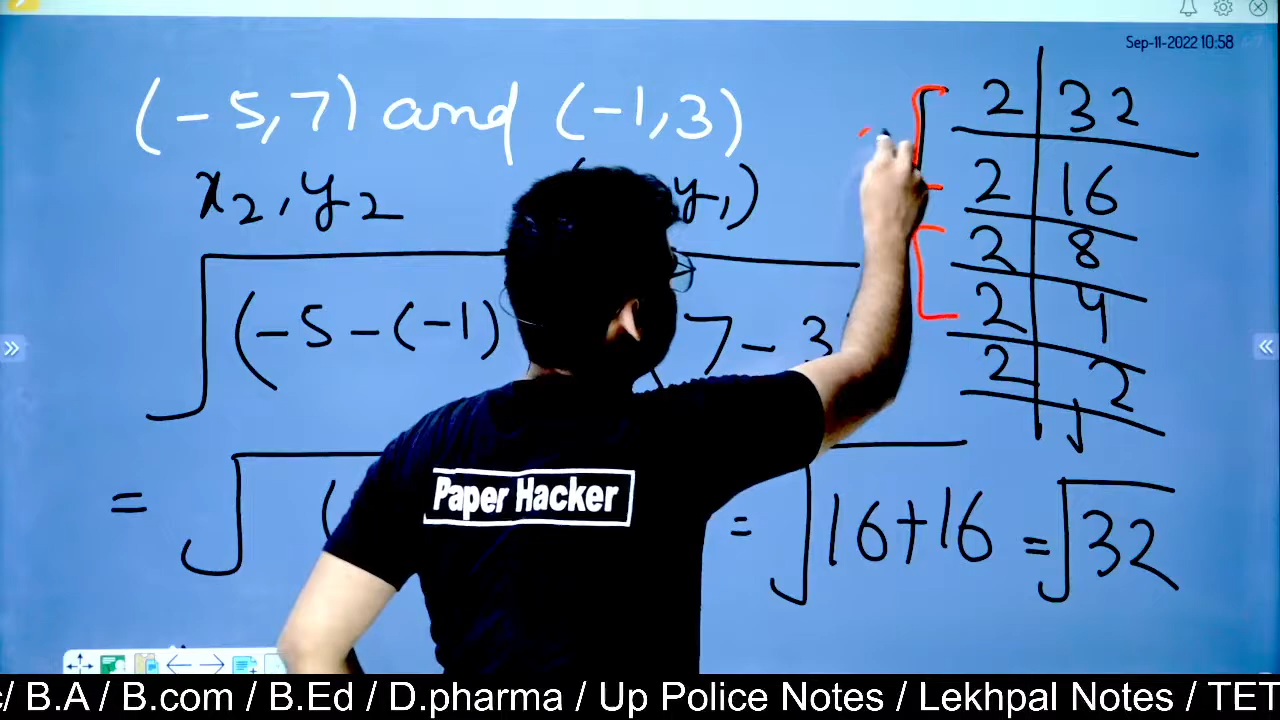 Sep-11-2022 10:58
(-5,7) and (-1,3)
x₂,y₂ y₁)
√(-5-(-1) 7-3
= √( = √16+16 = √32
2|32
2|16
2|8
2|4
2|2
Paper Hacker
/ B.A / B.com / B.Ed / D.pharma / Up Police Notes / Lekhpal Notes / TET